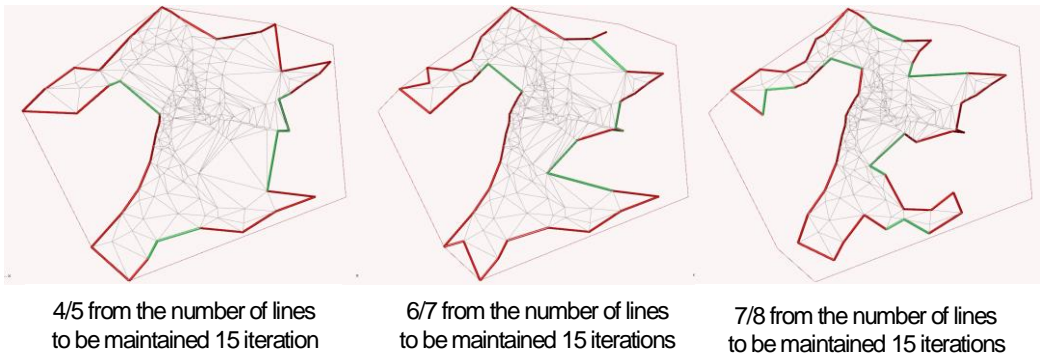 4/5 from the number of lines
to be maintained 15 iteration
6/7 from the number of lines
to be maintained 15 iterations
7/8 from the number of lines
to be maintained 15 iterations